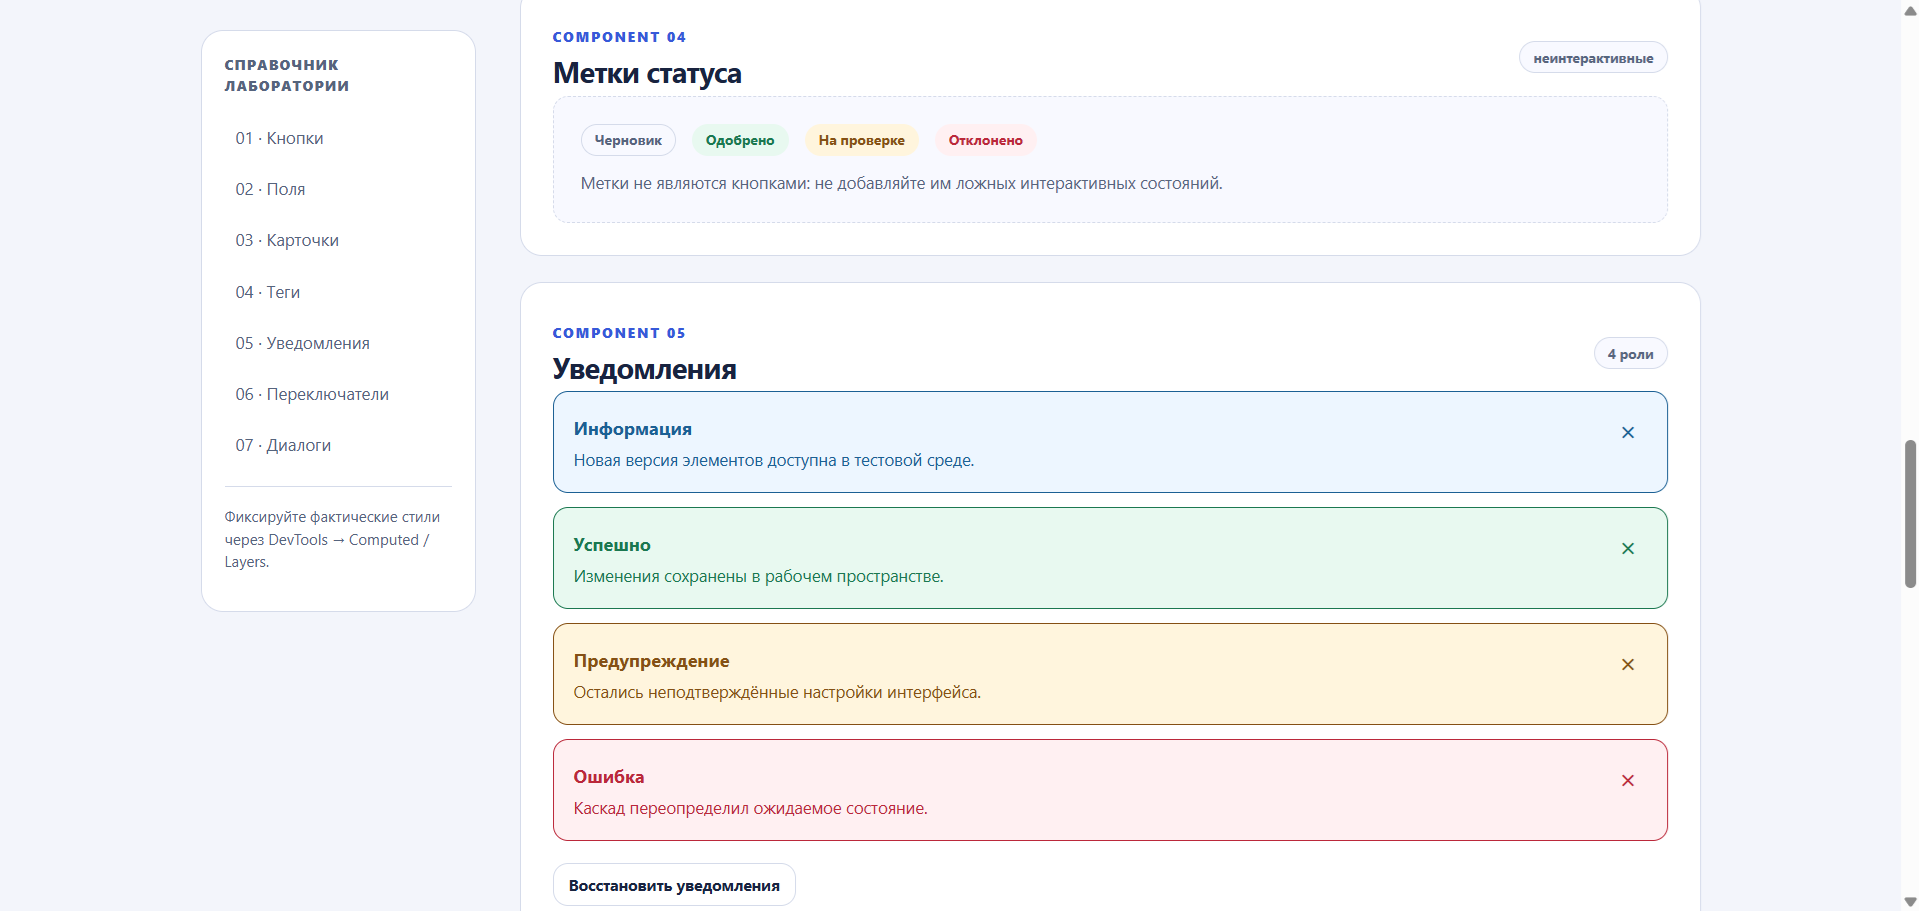 СПРАВОЧНИК
ЛАБОРАТОРИИ
01 · Кнопки
02 · Поля
03 · Карточки
04 · Теги
05 · Уведомления
06 · Переключатели
07 · Диалоги
Фиксируйте фактические стили
через DevTools → Computed /
Layers.
COMPONENT 04
Метки статуса
неинтерактивные
Черновик Одобрено На проверке Отклонено
Метки не являются кнопками: не добавляйте им ложных интерактивных состояний.
COMPONENT 05
Уведомления
4 роли
Информация
×
Новая версия элементов доступна в тестовой среде.
Успешно
×
Изменения сохранены в рабочем пространстве.
Предупреждение
×
Остались неподтверждённые настройки интерфейса.
Ошибка
×
Каскад переопределил ожидаемое состояние.
Восстановить уведомления